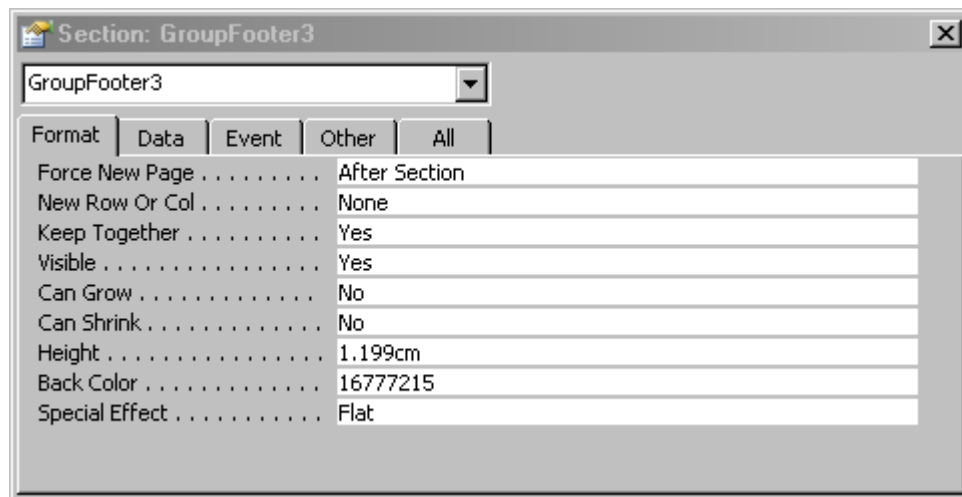 Section: GroupFooter3
GroupFooter3
Format Data Event Other All
Force New Page . . . . . . . . . After Section
New Row Or Col . . . . . . . . . None
Keep Together . . . . . . . . . . Yes
Visible . . . . . . . . . . . . . . . . Yes
Can Grow . . . . . . . . . . . . . No
Can Shrink . . . . . . . . . . . . . No
Height . . . . . . . . . . . . . . . . 1.199cm
Back Color . . . . . . . . . . . . . 16777215
Special Effect . . . . . . . . . . . Flat